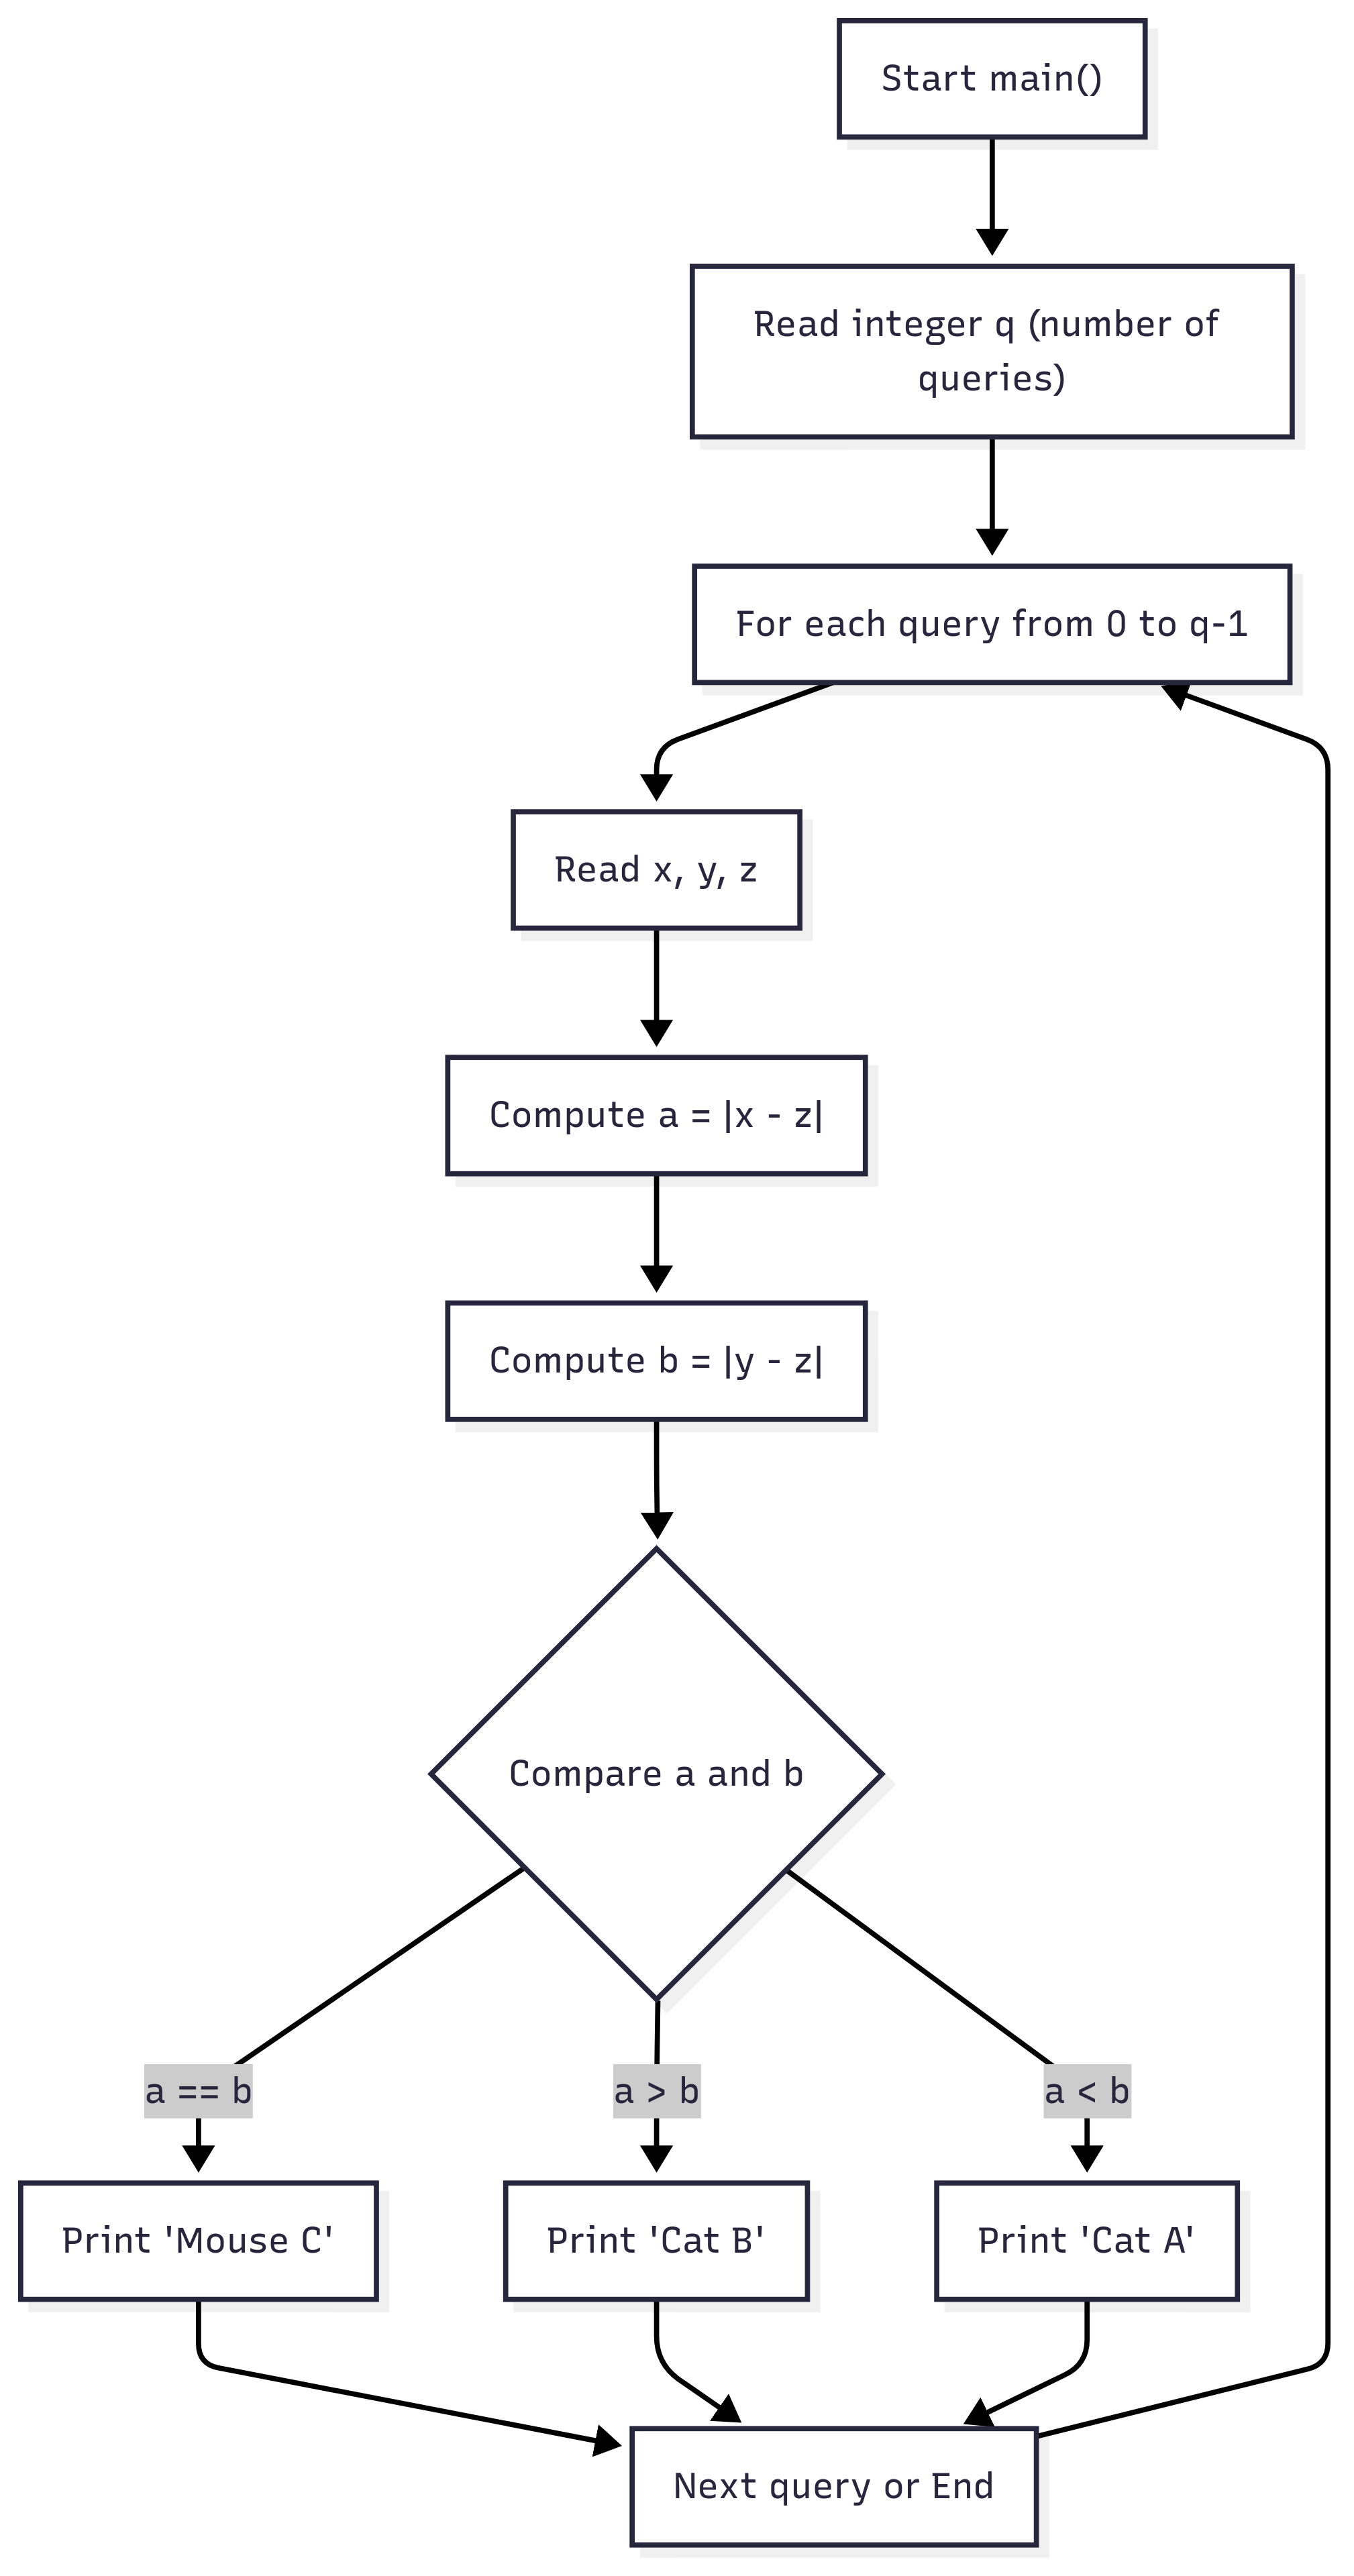 Start main()
Read integer q (number of
queries)
For each query from 0 to q-1
Read x, y, z
Compute a = |x - z|
Compute b = |y - z|
Compare a and b
a == b
a > b
a < b
Print 'Mouse C'
Print 'Cat B'
Print 'Cat A'
Next query or End